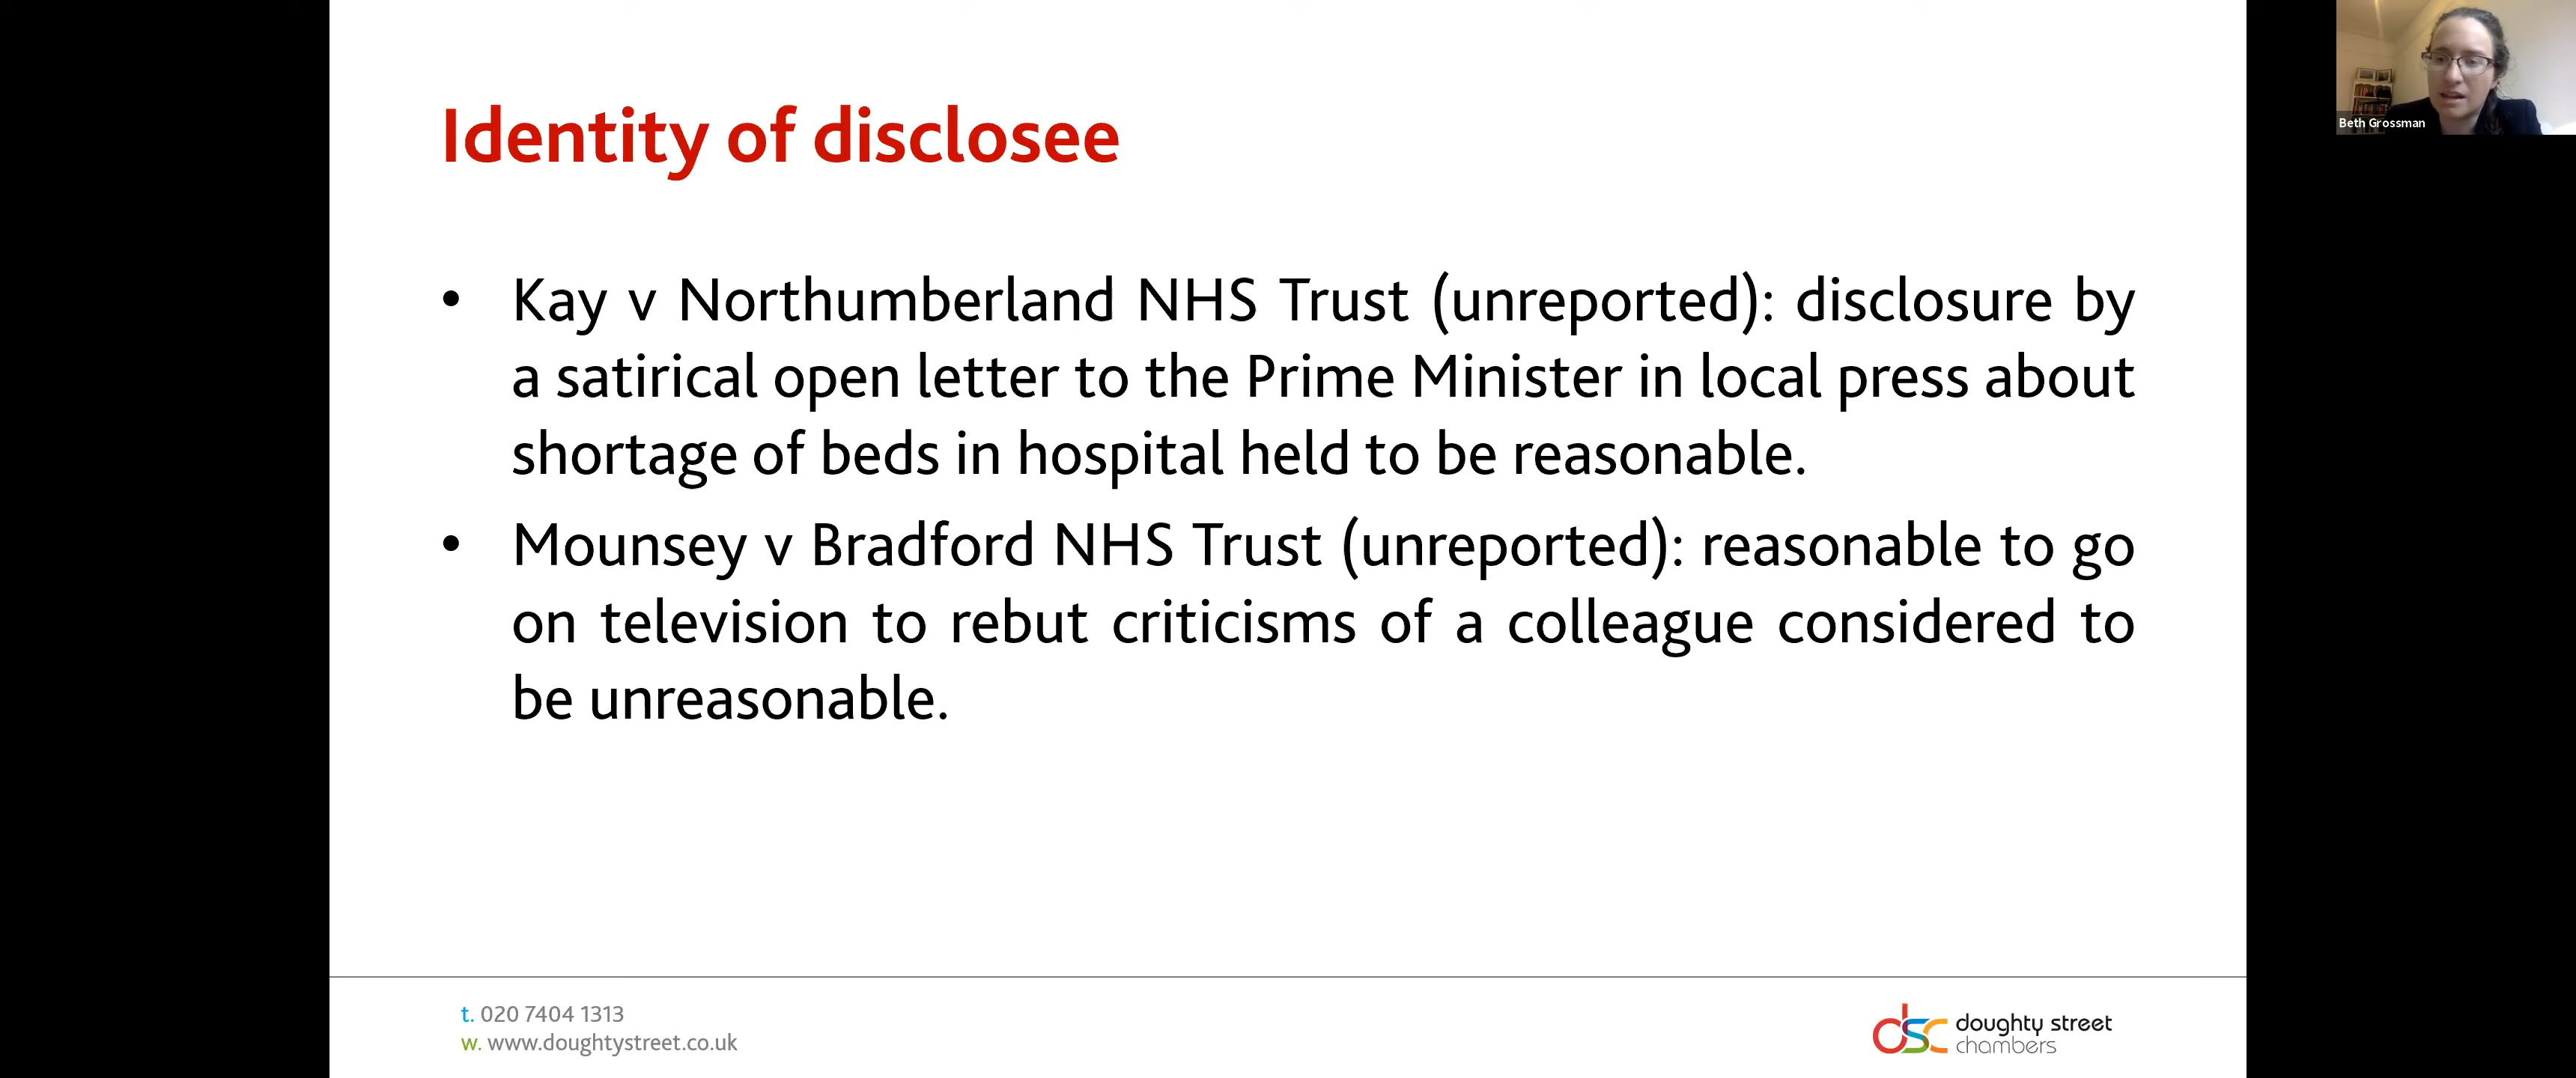 Beth Grossman
Identity of disclosee
• Kay v Northumberland NHS Trust (unreported): disclosure by
a satirical open letter to the Prime Minister in local press about
shortage of beds in hospital held to be reasonable.
• Mounsey v Bradford NHS Trust (unreported): reasonable to go
on television to rebut criticisms of a colleague considered to
be unreasonable.
t. 020 7404 1313
w. www.doughtystreet.co.uk
dsc doughty street
chambers